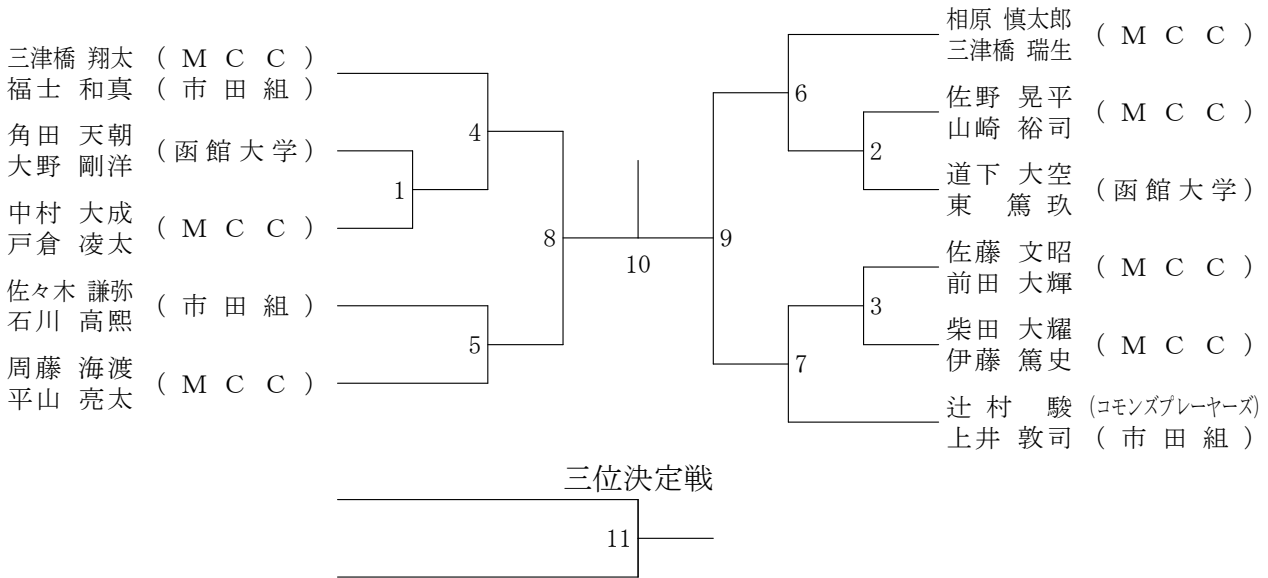 三津橋 翔太 (ＭＣＣ)
福士 和真 (市田組)
角田 天朝
大野 剛洋
(函館大学)
中村 大成
戸倉 凌太
(ＭＣＣ)
佐々木 謙弥
石川 高熙
(市田組)
周藤 海渡
平山 亮太
(ＭＣＣ)
4
1
5
8
10
相原 慎太郎
三津橋 瑞生
(ＭＣＣ)
佐野 晃平
山崎 裕司
(ＭＣＣ)
道下 大空
東 篤玖
(函館大学)
佐藤 文昭
前田 大輝
(ＭＣＣ)
柴田 大耀
伊藤 篤史
(ＭＣＣ)
辻村 駿 (コモンズプレーヤーズ)
上井 敦司 (市田組)
6
2
9
3
7
三位決定戦
11